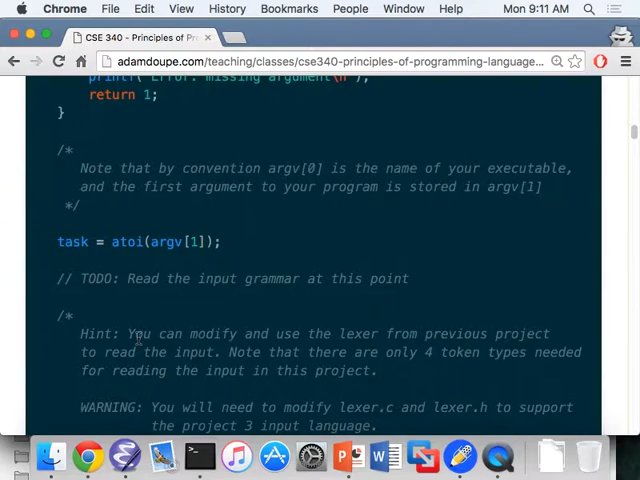 Chrome File Edit View History Bookmarks People Window Help Mon 9:11 AM
CSE 340 - Principles of Pr
adamdoupe.com/teaching/classes/cse340-principles-of-programming-language...
printf("Error: missing argument\n");
return 1;
}
/*
Note that by convention argv[0] is the name of your executable,
and the first argument to your program is stored in argv[1]
*/
task = atoi(argv[1]);
// TODO: Read the input grammar at this point
/*
Hint: You can modify and use the lexer from previous project
to read the input. Note that there are only 4 token types needed
for reading the input in this project.
WARNING: You will need to modify lexer.c and lexer.h to support
the project 3 input language.